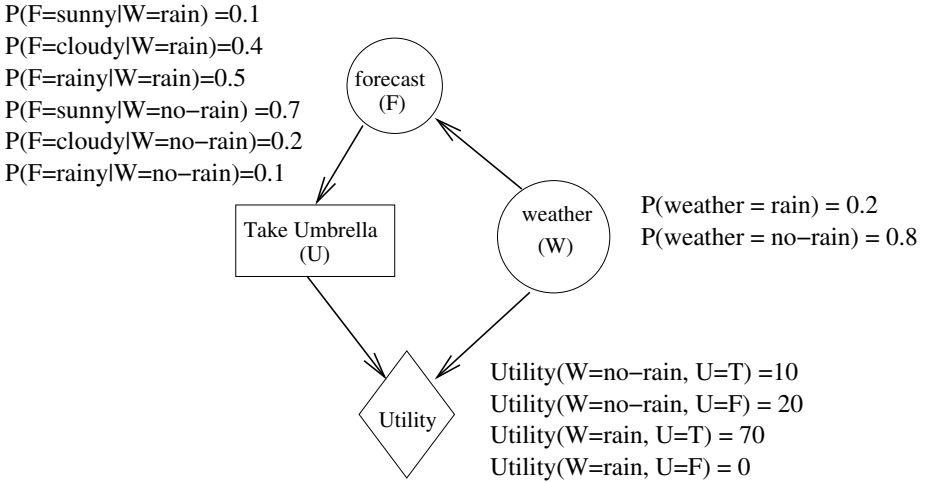 P(F=sunny|W=rain) =0.1
P(F=cloudy|W=rain)=0.4
P(F=rainy|W=rain)=0.5
P(F=sunny|W=no−rain) =0.7
P(F=cloudy|W=no−rain)=0.2
P(F=rainy|W=no−rain)=0.1
forecast
(F)
Take Umbrella
(U)
weather
(W)
P(weather = rain) = 0.2
P(weather = no−rain) = 0.8
Utility
Utility(W=no−rain, U=T) =10
Utility(W=no−rain, U=F) = 20
Utility(W=rain, U=T) = 70
Utility(W=rain, U=F) = 0